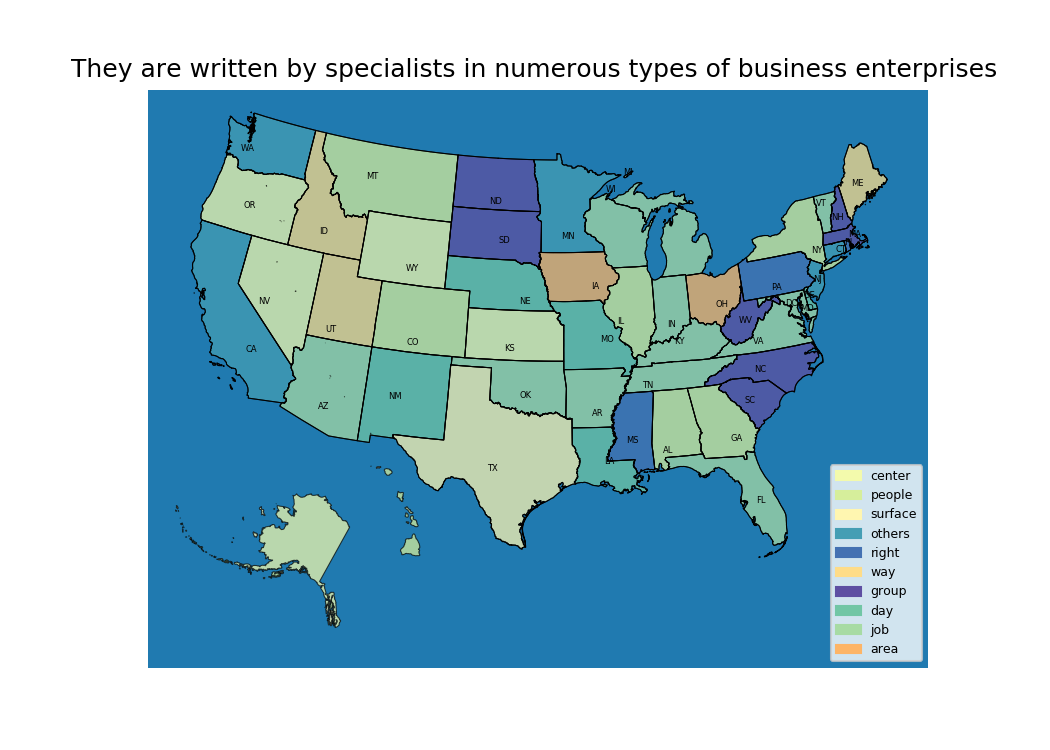 They are written by specialists in numerous types of business enterprises
WA
MT
ND
MN
WI
ME
VT
NH
OR
ID
SD
WY
NY
CT
NV
UT
CO
NE
IA
IL
IN
OH
PA
NJ
CA
KS
MO
KY
WV
VA
DC
MD
AZ
NM
OK
AR
TN
NC
SC
TX
LA
MS
AL
GA
FL
center
people
surface
others
right
way
group
day
job
area